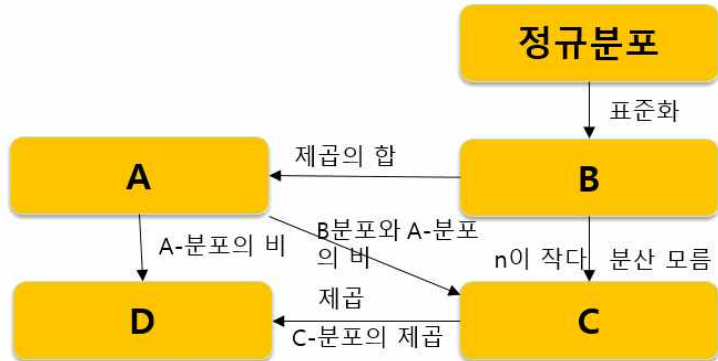 정규분포
표준화
제곱의 합
A
B
A-분포의 비
B분포와 A-분포
의 비
n이 작다
분산 모름
제곱
D
C
C-분포의 제곱